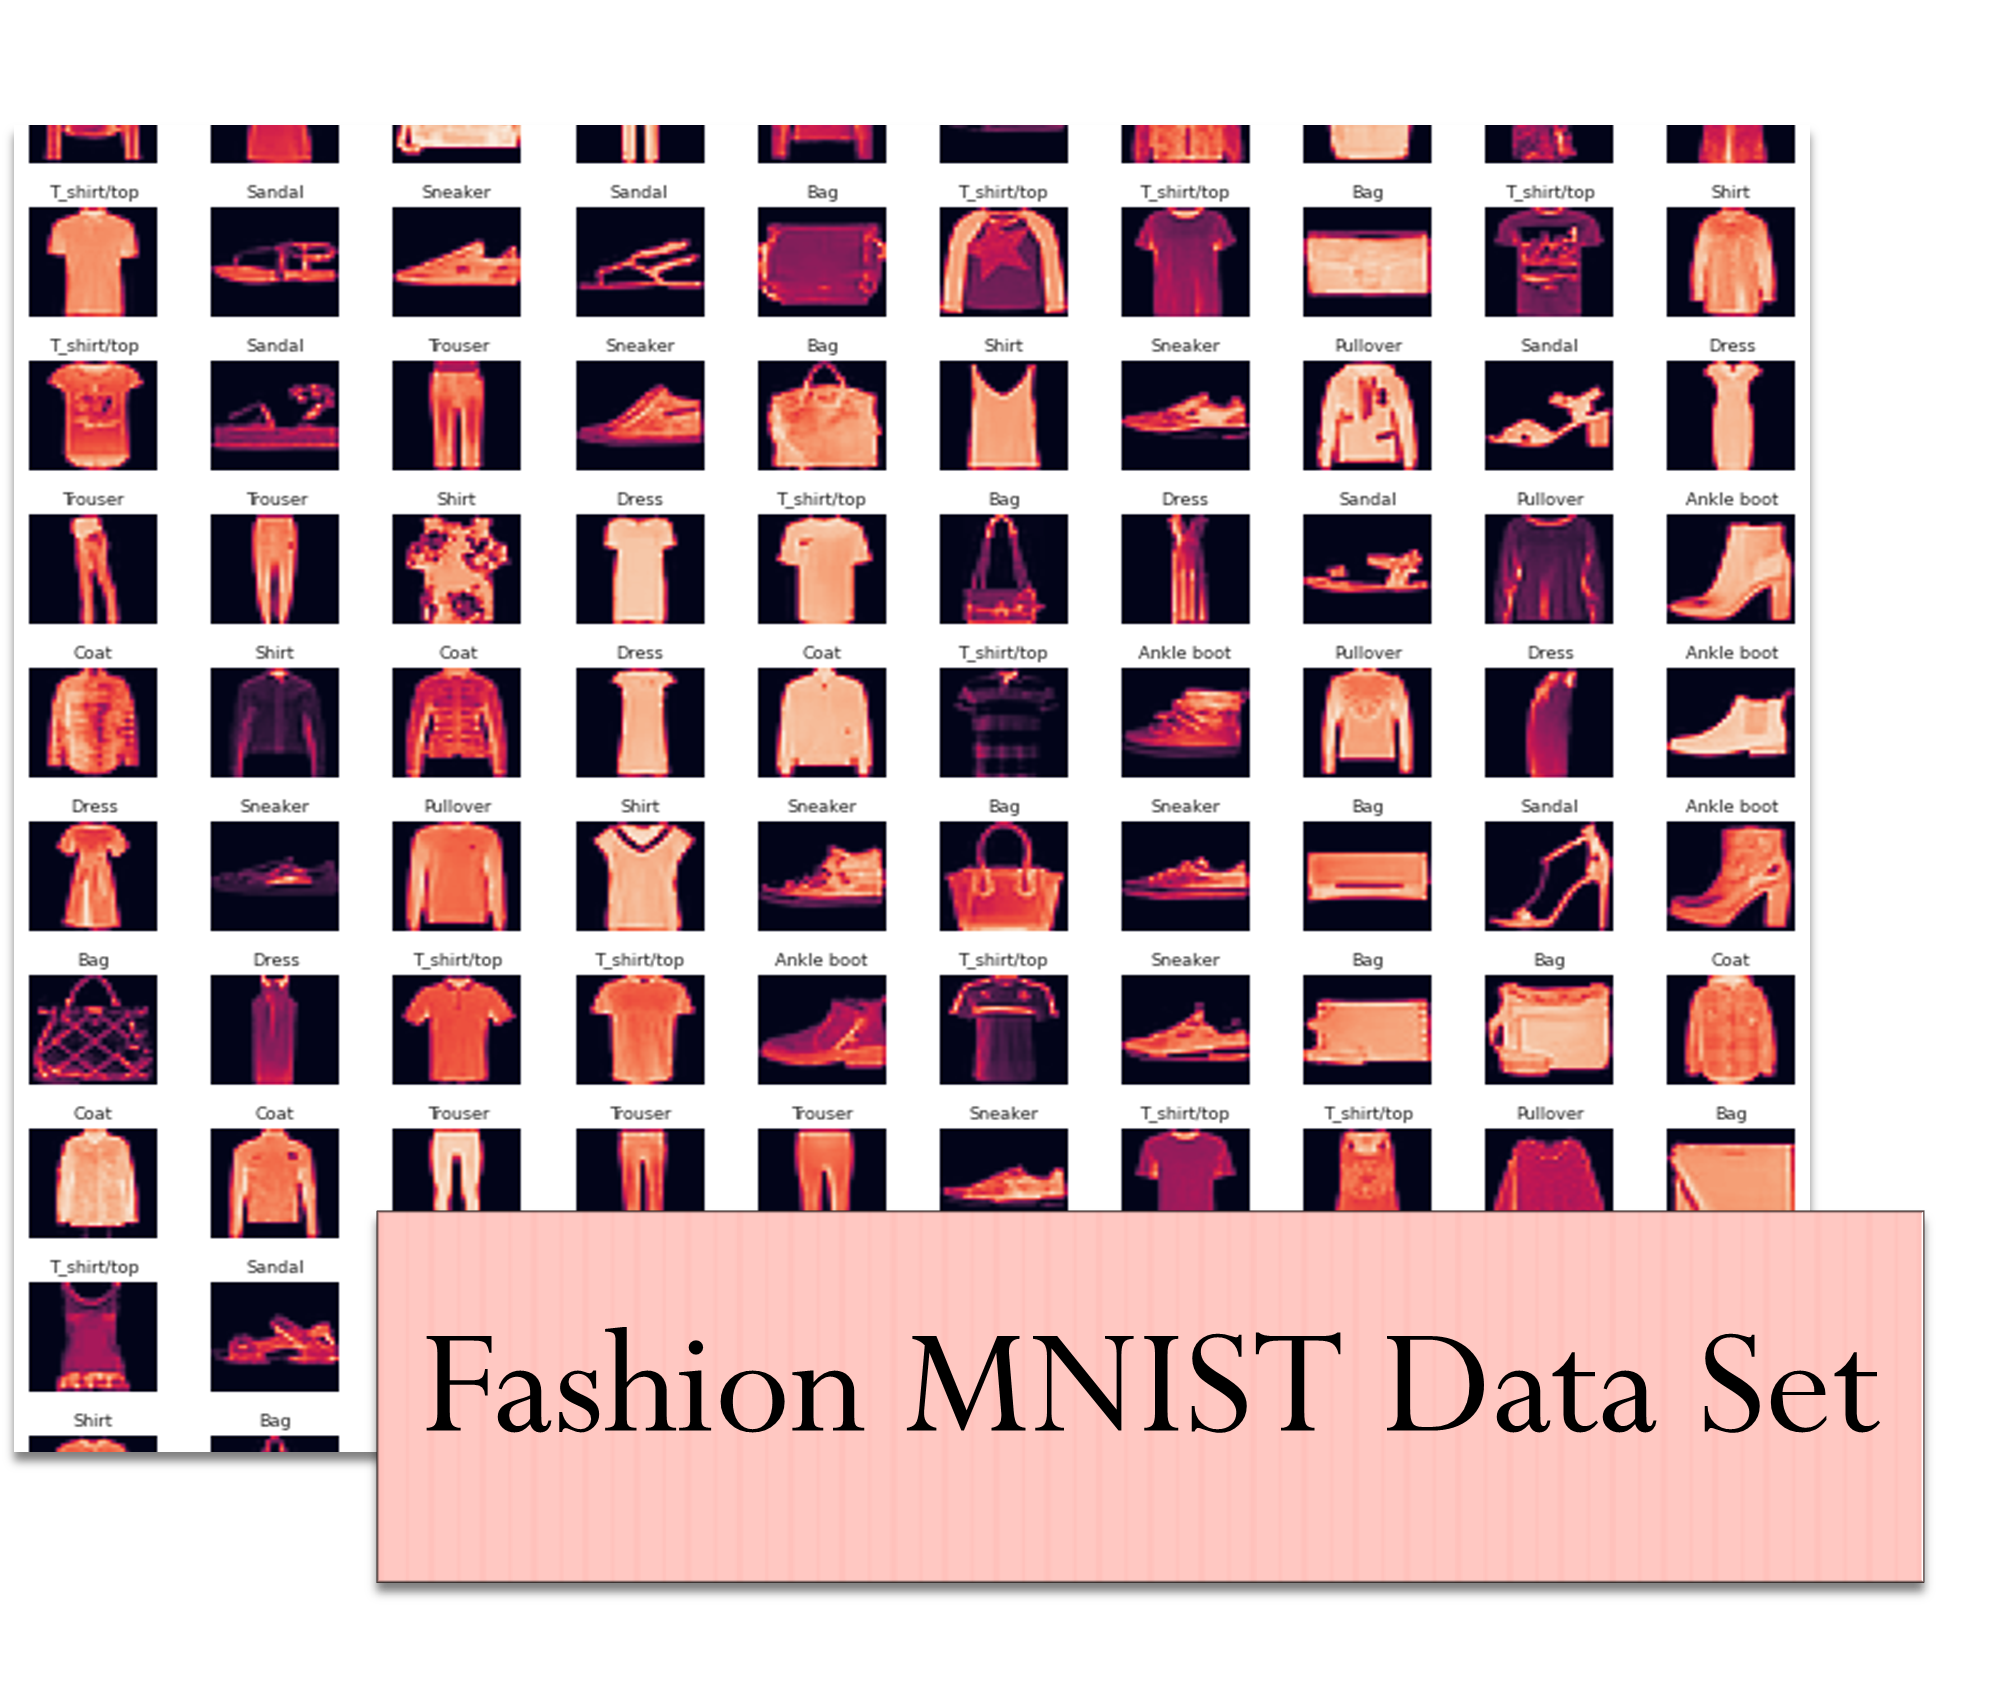 T_shirt/top Sandal Sneaker Sandal Bag T_shirt/top T_shirt/top Bag T_shirt/top Shirt
T_shirt/top Sandal Trouser Sneaker Bag Shirt Sneaker Pullover Sandal Dress
Trouser Trouser Shirt Dress T_shirt/top Bag Dress Sandal Pullover Ankle boot
Coat Shirt Coat Dress Coat T_shirt/top Ankle boot Pullover Dress Ankle boot
Dress Sneaker Pullover Shirt Sneaker Bag Sneaker Bag Sandal Ankle boot
Bag Dress T_shirt/top T_shirt/top Ankle boot T_shirt/top Sneaker Bag Bag Coat
Coat Coat Trouser Trouser Trouser Sneaker T_shirt/top T_shirt/top Pullover Bag
T_shirt/top Sandal
Shirt Bag
Fashion MNIST Data Set